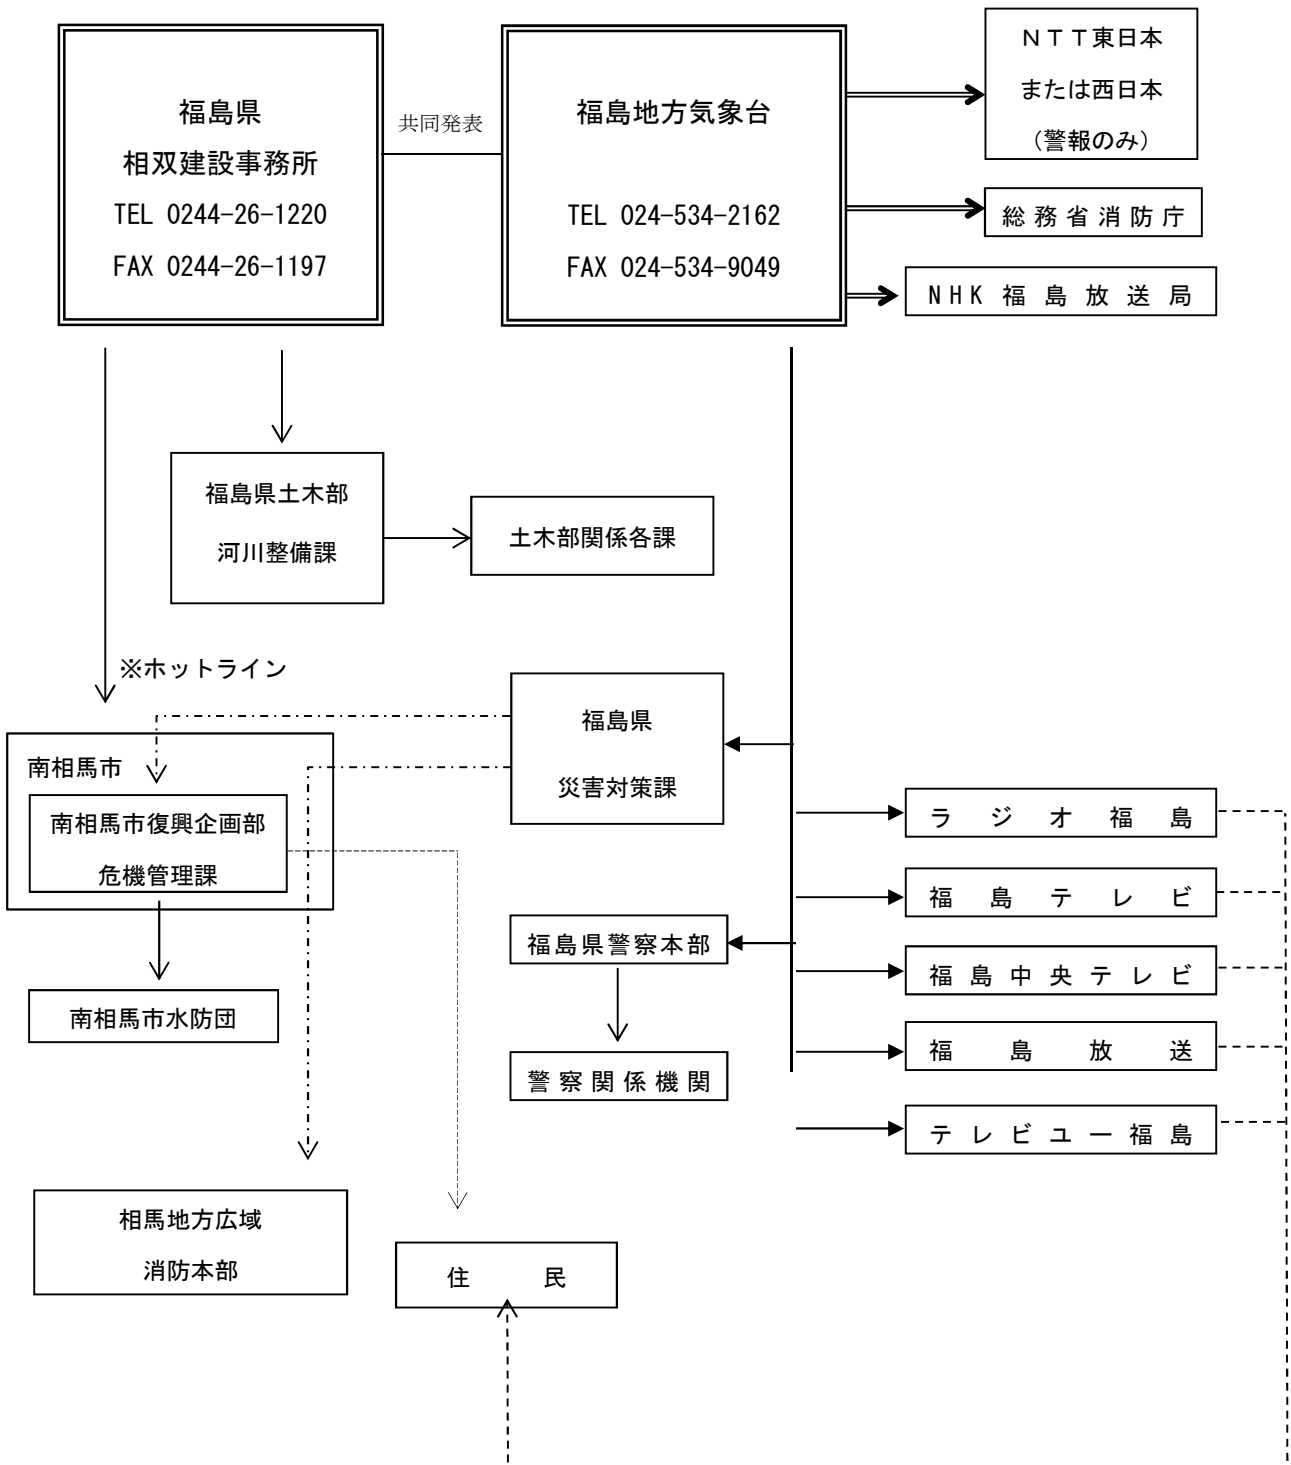 福島県
相双建設事務所
TEL 0244-26-1220
FAX 0244-26-1197
共同発表
福島地方気象台
TEL 024-534-2162
FAX 024-534-9049
ＮＴＴ東日本
または西日本
（警報のみ）
総務省消防庁
NHK福島放送局
福島県土木部
河川整備課
土木部関係各課
※ホットライン
福島県
災害対策課
南相馬市
南相馬市復興企画部
危機管理課
ラジオ福島
福島テレビ
福島県警察本部
福島中央テレビ
南相馬市水防団
福島放送
警察関係機関
テレビユー福島
相馬地方広域
消防本部
住民